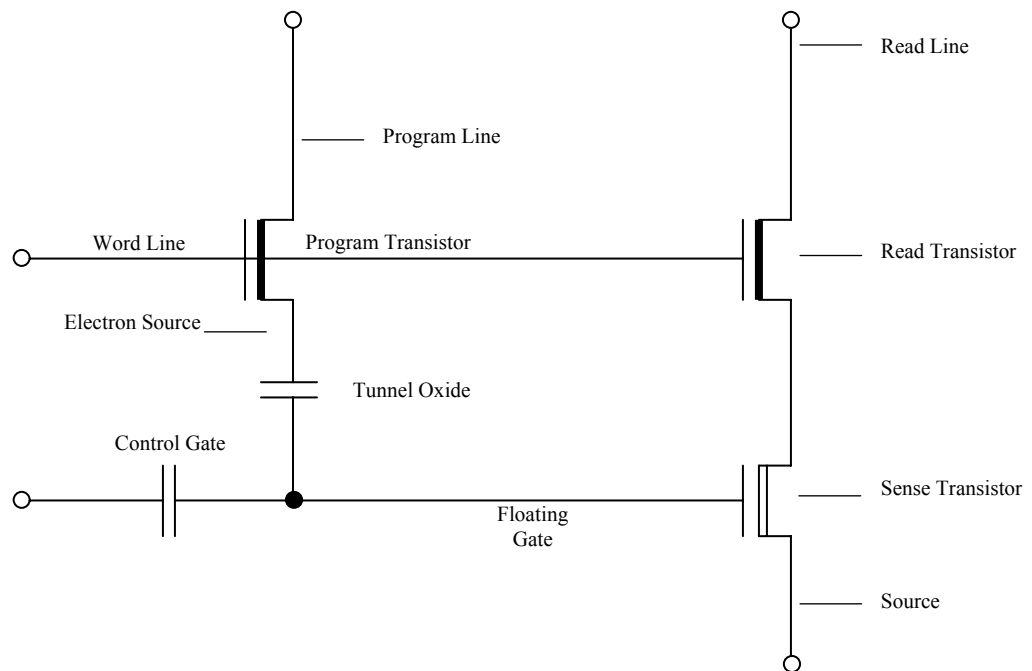 Read Line
Program Line
Word Line
Program Transistor
Read Transistor
Electron Source
Tunnel Oxide
Control Gate
Sense Transistor
Floating
Gate
Source